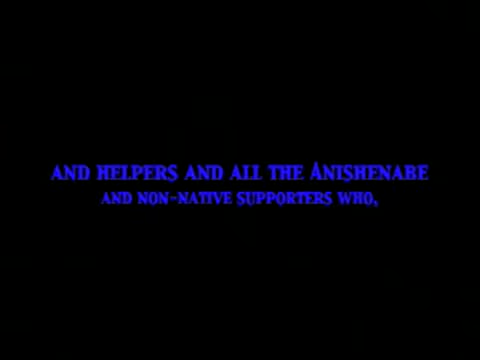 AND HELPERS AND ALL THE ANISHENABE
AND NON-NATIVE SUPPORTERS WHO,